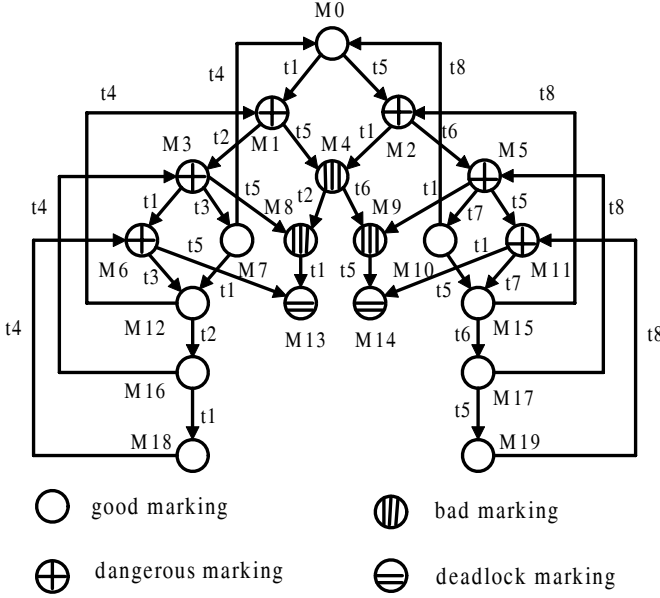 M0
t1 t5
t4 t8
t4 t8
M1 M2
M3 t2 t5 M4 t1 t6 M5
t4 t1 t3 t5 M8 t2 t6 M9 t1 t7 t5 t8
M6 t3 t5 M7 t1 t1 t5 M10 t5 t1 t7 M11
M12 M13 M14 M15
t4 t2 t6 t8
M16 M17
t1 t5
M18 M19
good marking
bad marking
dangerous marking
deadlock marking